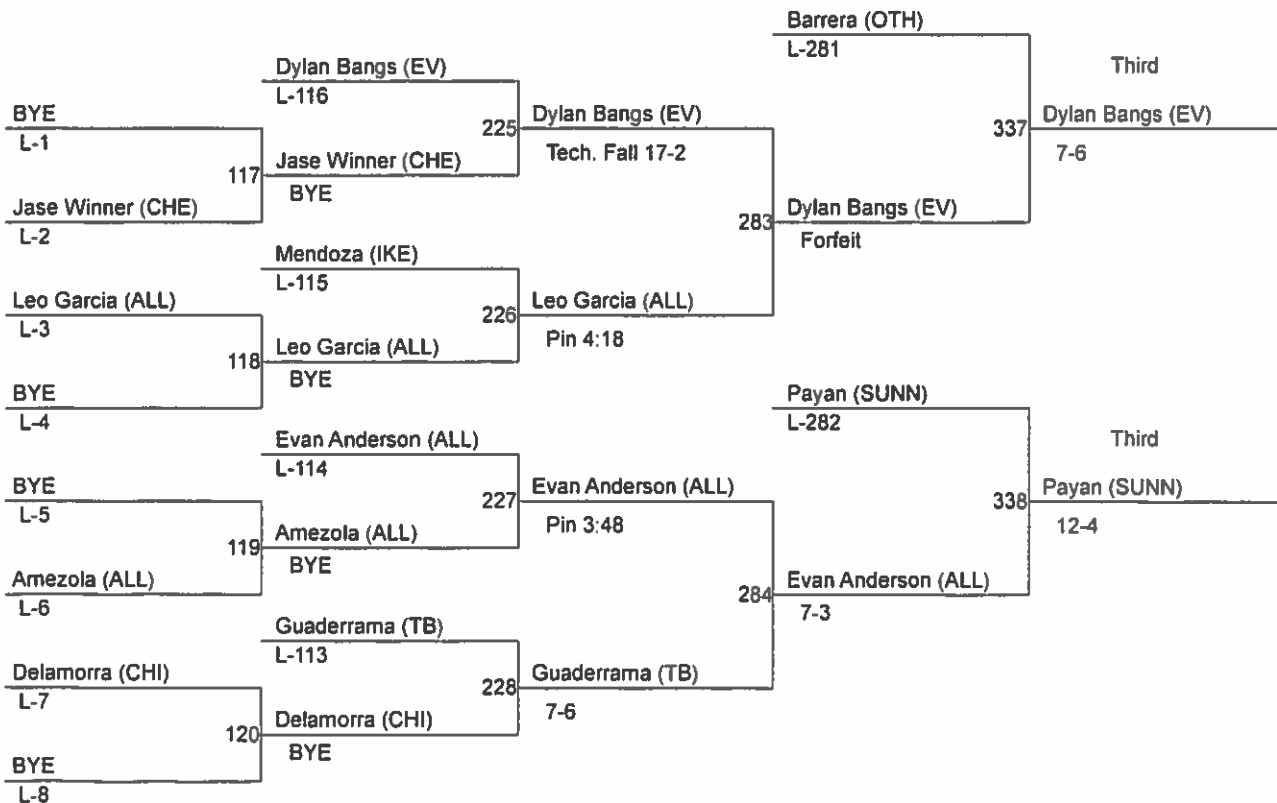 Barrera (OTH)
L-281
Third
Dylan Bangs (EV)
L-116
BYE
L-1
225
Dylan Bangs (EV)
Tech. Fall 17-2
337
Dylan Bangs (EV)
7-6
117
Jase Winner (CHE)
BYE
Jase Winner (CHE)
L-2
283
Dylan Bangs (EV)
Forfeit
Mendoza (IKE)
L-115
Leo Garcia (ALL)
L-3
226
Leo Garcia (ALL)
Pin 4:18
118
Leo Garcia (ALL)
BYE
BYE
L-4
Payan (SUNN)
L-282
Third
Evan Anderson (ALL)
L-114
BYE
L-5
227
Evan Anderson (ALL)
Pin 3:48
338
Payan (SUNN)
12-4
119
Amezola (ALL)
BYE
Amezola (ALL)
L-6
284
Evan Anderson (ALL)
7-3
Guaderrama (TB)
L-113
Delamorra (CHI)
L-7
228
Guaderrama (TB)
7-6
120
Delamorra (CHI)
BYE
BYE
L-8